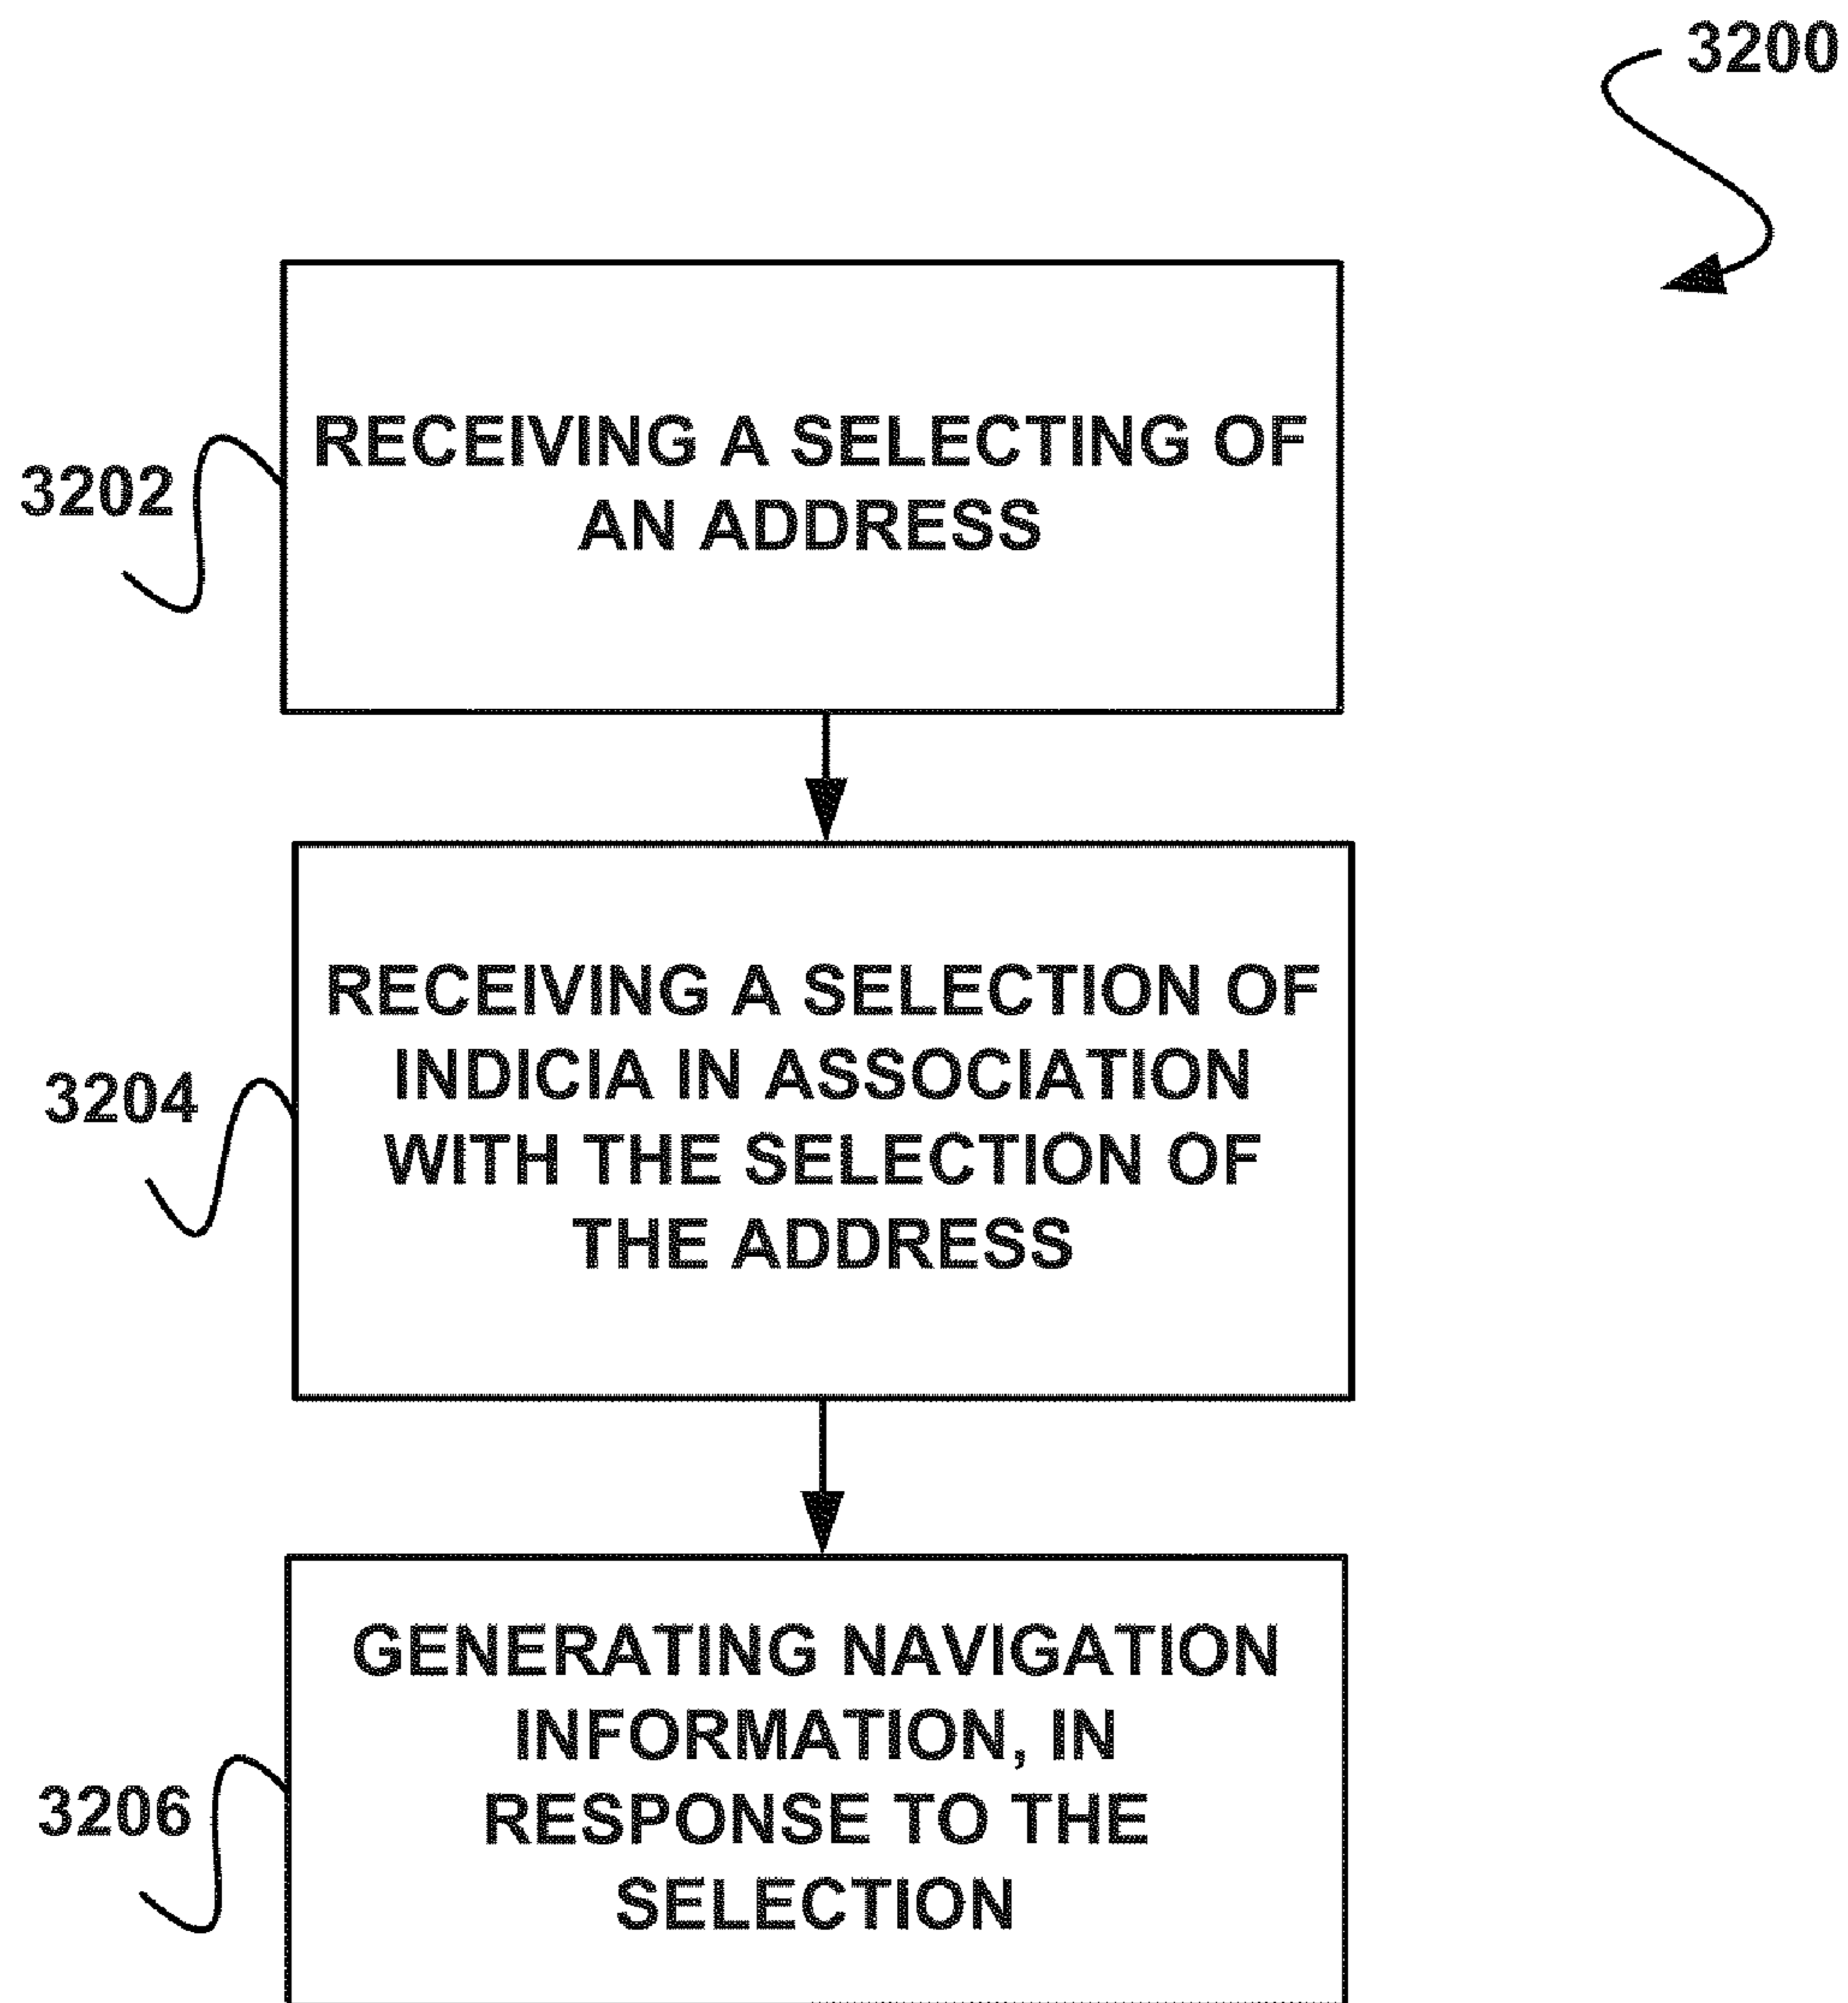 3200
RECEIVING A SELECTING OF
AN ADDRESS
3202
RECEIVING A SELECTION OF
INDICIA IN ASSOCIATION
WITH THE SELECTION OF
THE ADDRESS
3204
GENERATING NAVIGATION
INFORMATION, IN
RESPONSE TO THE
SELECTION
3206